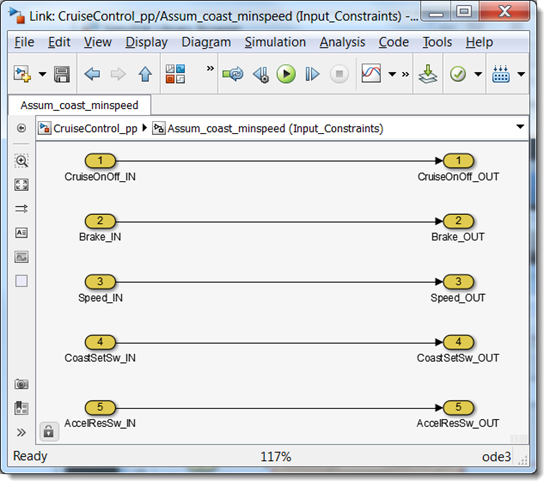 Link: CruiseControl_pp/Assum_coast_minspeed (Input_Constraints) -...
File Edit View Display Diagram Simulation Analysis Code Tools Help
»
»
Assum_coast_minspeed
CruiseControl_pp Assum_coast_minspeed (Input_Constraints)
1 1
CruiseOnOff_IN CruiseOnOff_OUT
2 2
Brake_IN Brake_OUT
3 3
Speed_IN Speed_OUT
4 4
CoastSetSw_IN CoastSetSw_OUT
5 5
AccelResSw_IN AccelResSw_OUT
»
Ready 117% ode3